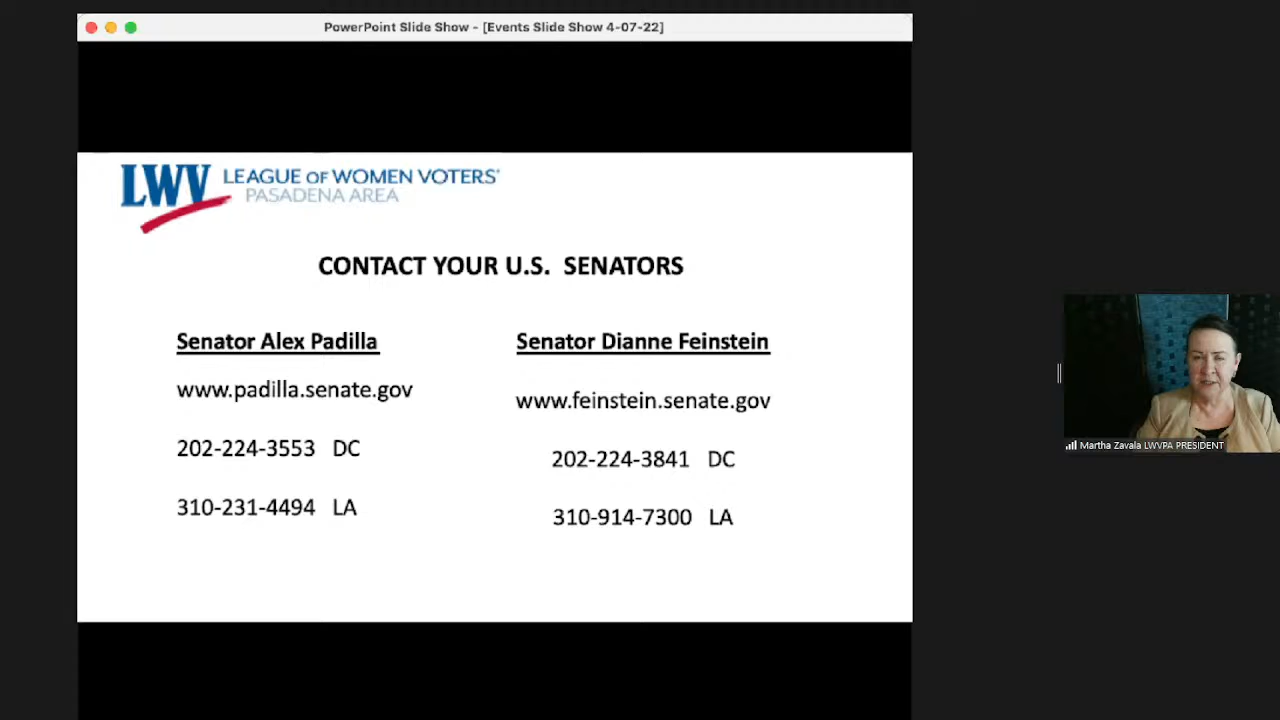 PowerPoint Slide Show - [Events Slide Show 4-07-22]
LWV LEAGUE OF WOMEN VOTERS®
PASADENA AREA
CONTACT YOUR U.S. SENATORS
Senator Alex Padilla
www.padilla.senate.gov
202-224-3553 DC
310-231-4494 LA
Senator Dianne Feinstein
www.feinstein.senate.gov
202-224-3841 DC
310-914-7300 LA
Martha Zavala LWVPA PRESIDENT